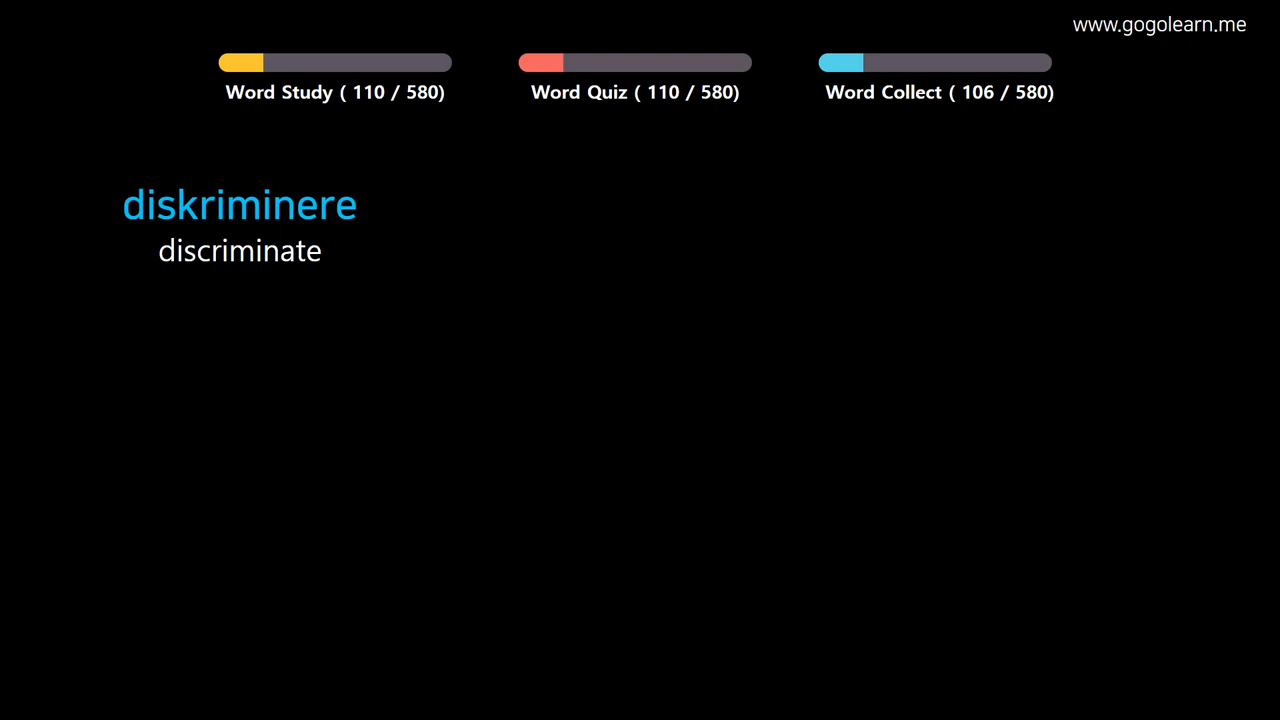 www.gogolearn.me
Word Study ( 110 / 580)
Word Quiz ( 110 / 580)
Word Collect ( 106 / 580)
diskriminere
discriminate